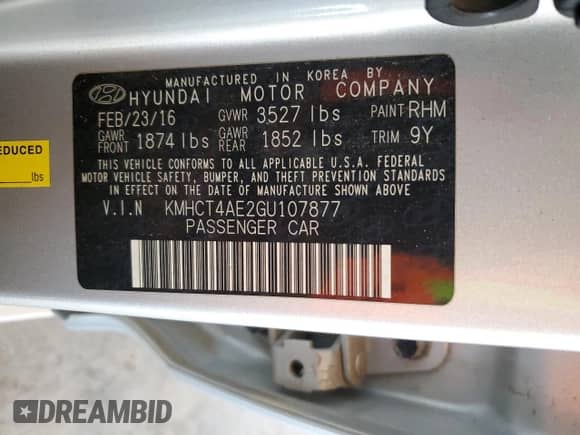 MANUFACTURED IN KOREA BY
HYUNDAI MOTOR COMPANY
FEB/23/16 GVWR 3527 lbs PAINT RHM
GAWR FRONT 1874 lbs GAWR REAR 1852 lbs TRIM 9Y
THIS VEHICLE CONFORMS TO ALL APPLICABLE U.S.A. FEDERAL
MOTOR VEHICLE SAFETY, BUMPER, AND THEFT PREVENTION STANDARDS
IN EFFECT ON THE DATE OF MANUFACTURE SHOWN ABOVE
V.I.N KMHCT4AE2GU107877
PASSENGER CAR
EDUCED
lbs
DREAMBID